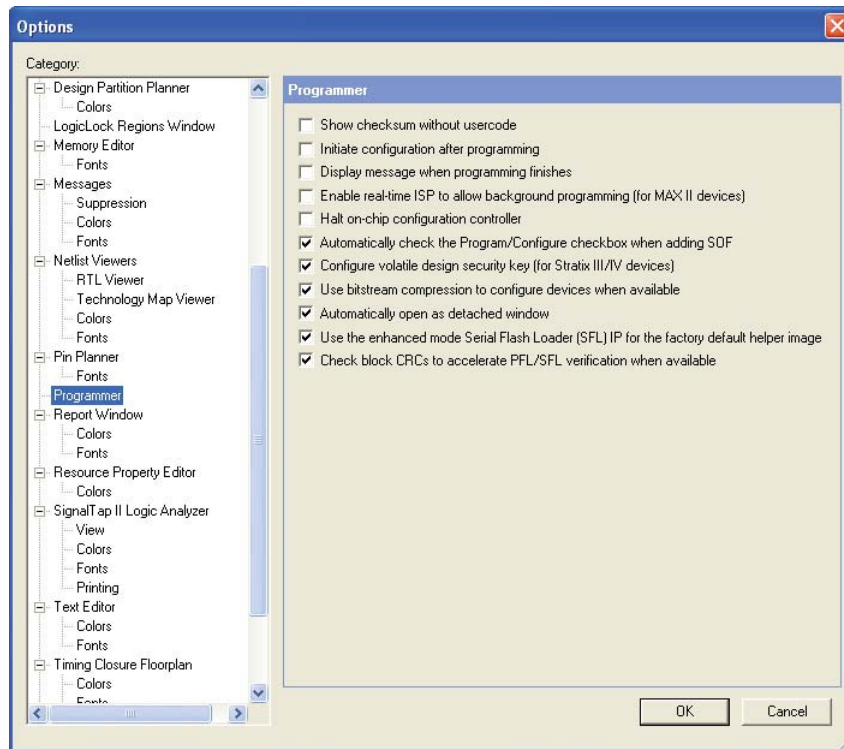 Options
Category:
Design Partition Planner
Colors
LogicLock Regions Window
Memory Editor
Fonts
Messages
Suppression
Colors
Fonts
Netlist Viewers
RTL Viewer
Technology Map Viewer
Colors
Fonts
Pin Planner
Fonts
Programmer
Report Window
Colors
Fonts
Resource Property Editor
Colors
SignalTap II Logic Analyzer
View
Colors
Fonts
Printing
Text Editor
Colors
Fonts
Timing Closure Floorplan
Colors
Fonts
Programmer
Show checksum without usercode
Initiate configuration after programming
Display message when programming finishes
Enable real-time ISP to allow background programming (for MAX II devices)
Halt on-chip configuration controller
Automatically check the Program/Configure checkbox when adding SOF
Configure volatile design security key (for Stratix III/IV devices)
Use bitstream compression to configure devices when available
Automatically open as detached window
Use the enhanced mode Serial Flash Loader (SFL) IP for the factory default helper image
Check block CRCs to accelerate PFL/SFL verification when available
OK
Cancel